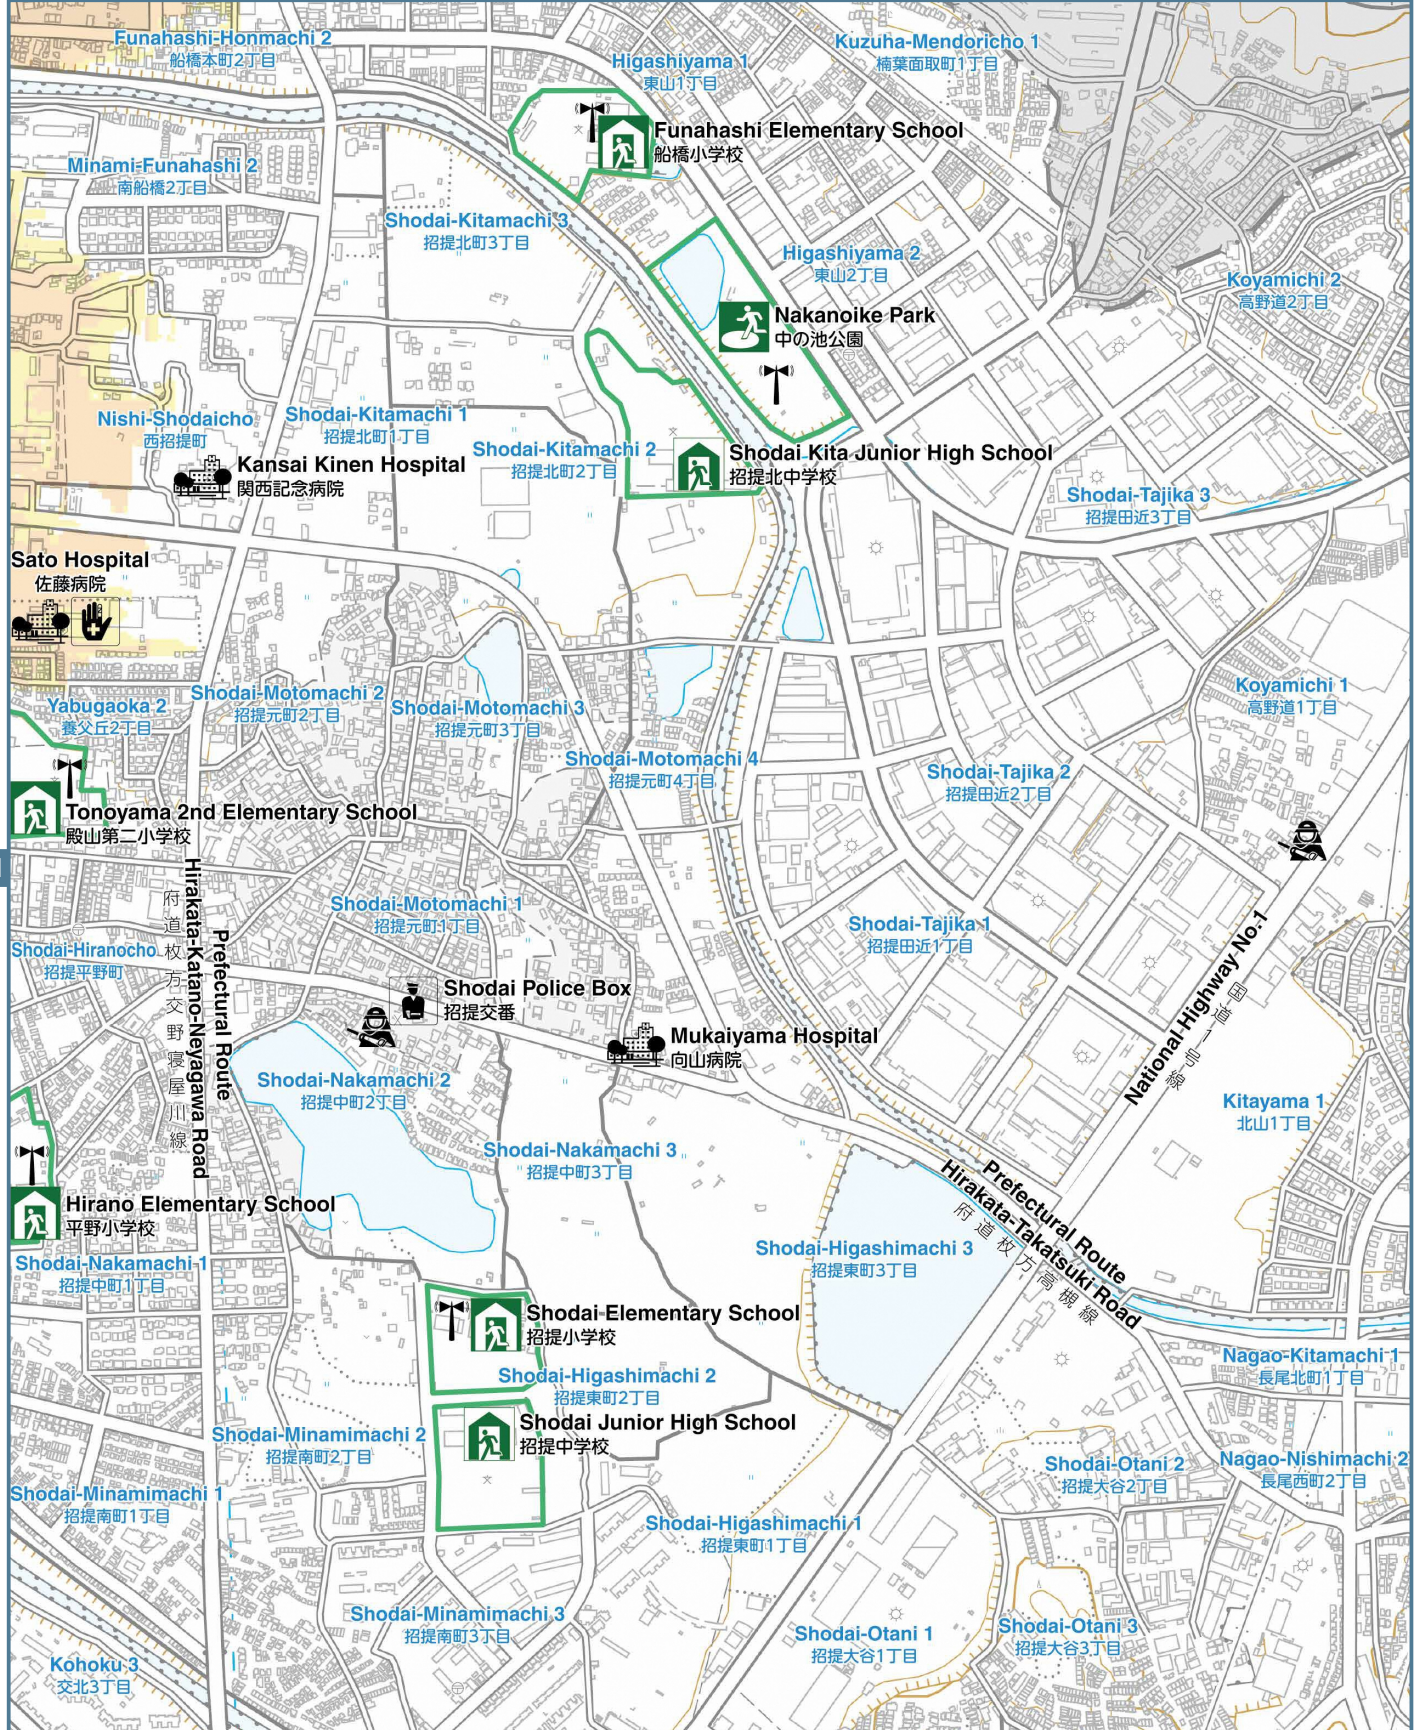 Funahashi-Honmachi 2
船橋本町2丁目
Higashiyama 1
東山1丁目
Kuzuha-Mendoricho 1
楠葉面取町1丁目
Funahashi Elementary School
船橋小学校
Minami-Funahashi 2
南船橋2丁目
Shodai-Kitamachi 3
招提北町3丁目
Higashiyama 2
東山2丁目
Koyamichi 2
高野道2丁目
Nakanoike Park
中の池公園
Nishi-Shodaicho
西招提町
Shodai-Kitamachi 1
招提北町1丁目
Shodai-Kitamachi 2
招提北町2丁目
Shodai Kita Junior High School
招提北中学校
Kansai Kinen Hospital
関西記念病院
Shodai-Tajika 3
招提田近3丁目
Sato Hospital
佐藤病院
Yabugaoka 2
養父丘2丁目
Shodai-Motomachi 2
招提元町2丁目
Shodai-Motomachi 3
招提元町3丁目
Koyamichi 1
高野道1丁目
Shodai-Motomachi 4
招提元町4丁目
Shodai-Tajika 2
招提田近2丁目
Tonoyama 2nd Elementary School
殿山第二小学校
Shodai-Motomachi 1
招提元町1丁目
Shodai-Tajika 1
招提田近1丁目
Shodai-Hiranocho
招提平野町
Prefectural Route
Hirakata-Katano-Neyagawa Road
府道枚方交野寝屋川線
National Highway No.1
国道1号線
Shodai Police Box
招提交番
Mukaiyama Hospital
向山病院
Shodai-Nakamachi 2
招提中町2丁目
Kitayama 1
北山1丁目
Shodai-Nakamachi 3
招提中町3丁目
Hirano Elementary School
平野小学校
Prefectural Route
Hirakata-Takatsuki Road
府道枚方高槻線
Shodai-Nakamachi 1
招提中町1丁目
Shodai-Higashimachi 3
招提東町3丁目
Shodai Elementary School
招提小学校
Shodai-Higashimachi 2
招提東町2丁目
Nagao-Kitamachi 1
長尾北町1丁目
Shodai Junior High School
招提中学校
Shodai-Minamimachi 2
招提南町2丁目
Shodai-Otani 2
招提大谷2丁目
Nagao-Nishimachi 2
長尾西町2丁目
Shodai-Minamimachi 1
招提南町1丁目
Shodai-Higashimachi 1
招提東町1丁目
Shodai-Minamimachi 3
招提南町3丁目
Shodai-Otani 1
招提大谷1丁目
Shodai-Otani 3
招提大谷3丁目
Kohoku 3
交北3丁目